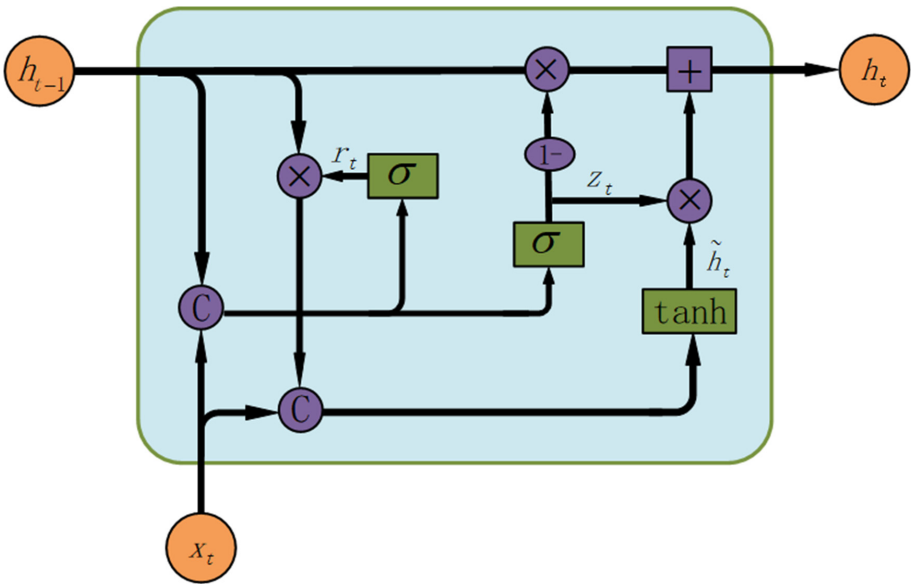 h_{t-1}
×
+
h_t
1-
×
r_t
σ
z_t
×
σ
h̃_t
C
tanh
C
x_t